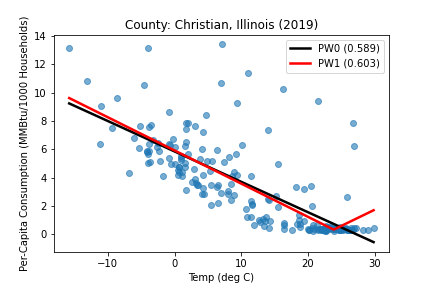 County: Christian, Illinois (2019)
Per-Capita Consumption (MMBtu/1000 Households)
14
12
10
8
6
4
2
0
PW0 (0.589)
PW1 (0.603)
−10 0 10 20 30
Temp (deg C)